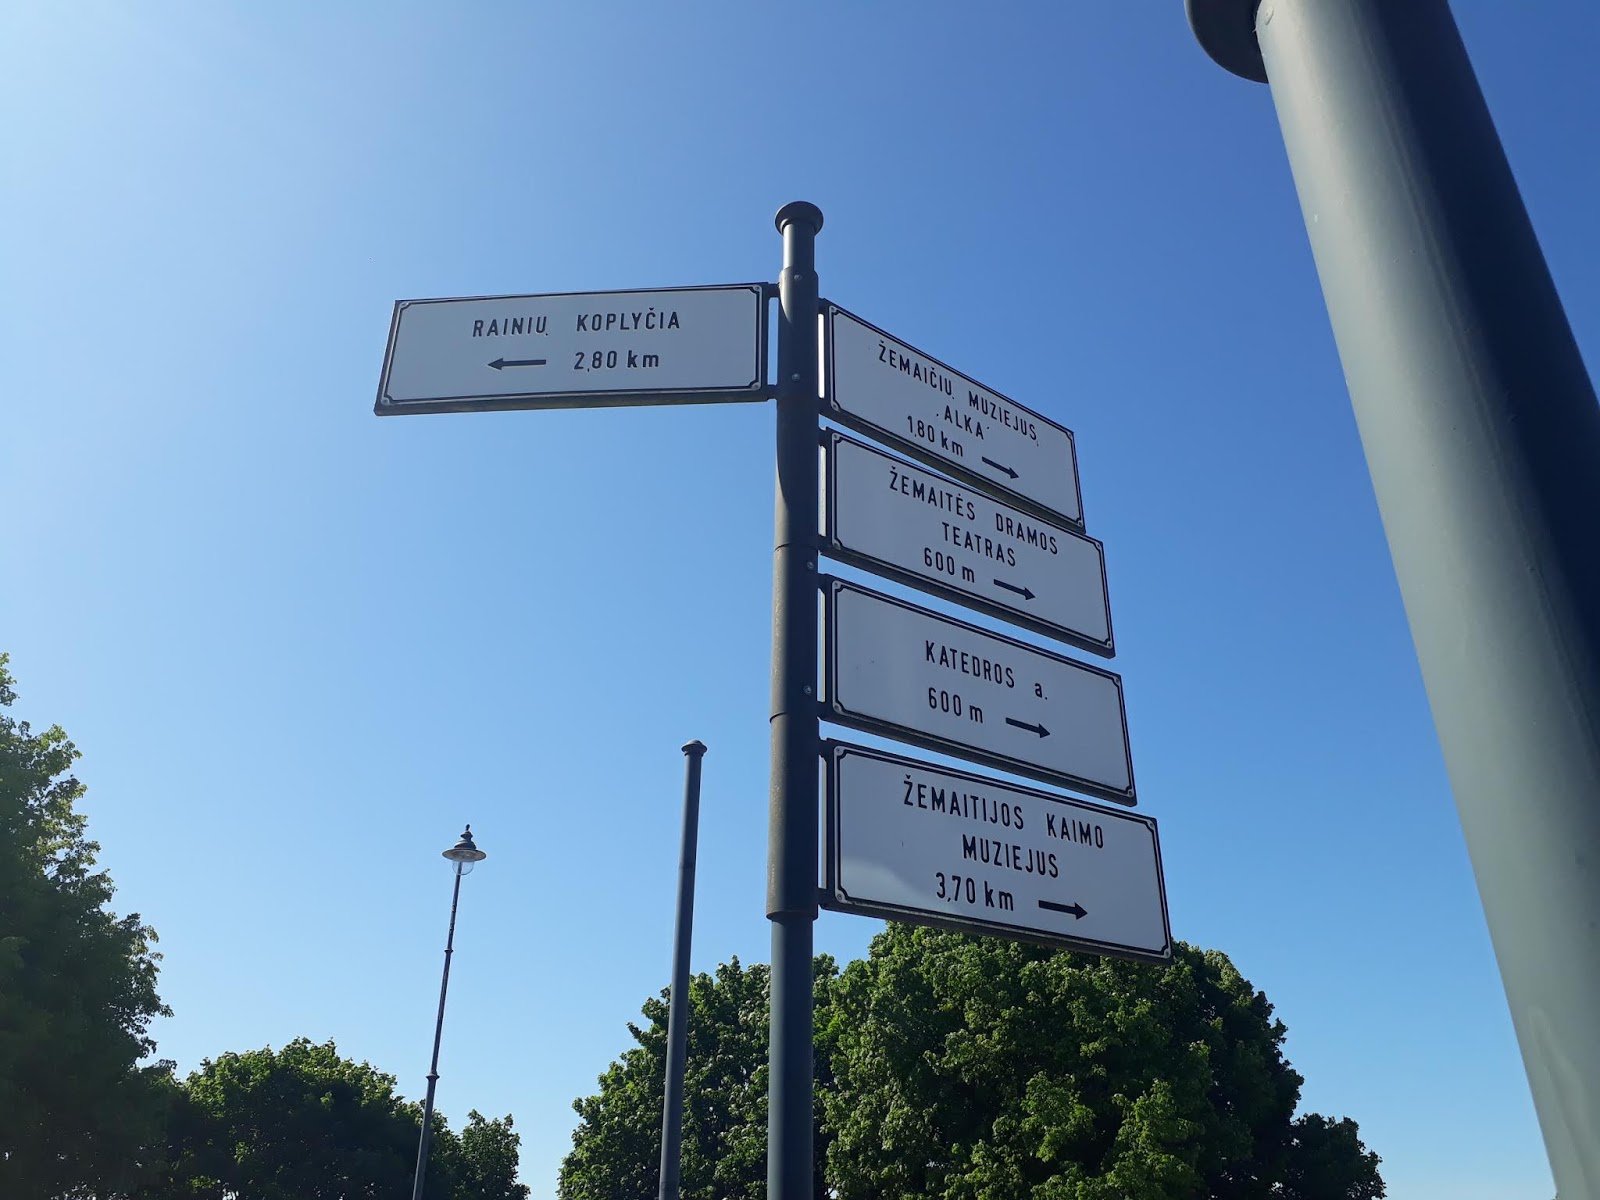 RAINIŲ KOPLYČIA
← 2,80 km
ŽEMAIČIŲ MUZIEJUS
„ALKA“
1,80 km →
ŽEMAITĖS DRAMOS
TEATRAS
600 m →
KATEDROS a.
600 m →
ŽEMAITIJOS KAIMO
MUZIEJUS
3,70 km →